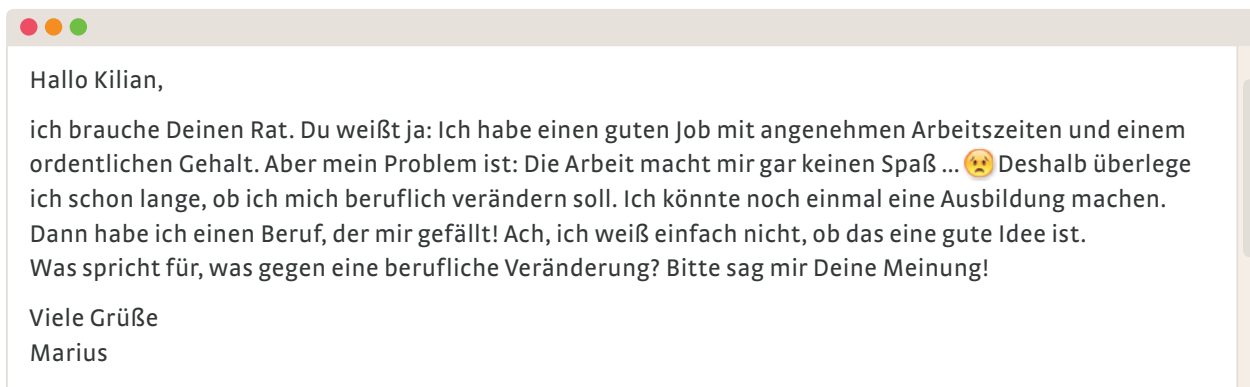 Hallo Kilian,
ich brauche Deinen Rat. Du weißt ja: Ich habe einen guten Job mit angenehmen Arbeitszeiten und einem
ordentlichen Gehalt. Aber mein Problem ist: Die Arbeit macht mir gar keinen Spaß ... 😟 Deshalb überlege
ich schon lange, ob ich mich beruflich verändern soll. Ich könnte noch einmal eine Ausbildung machen.
Dann habe ich einen Beruf, der mir gefällt! Ach, ich weiß einfach nicht, ob das eine gute Idee ist.
Was spricht für, was gegen eine berufliche Veränderung? Bitte sag mir Deine Meinung!
Viele Grüße
Marius